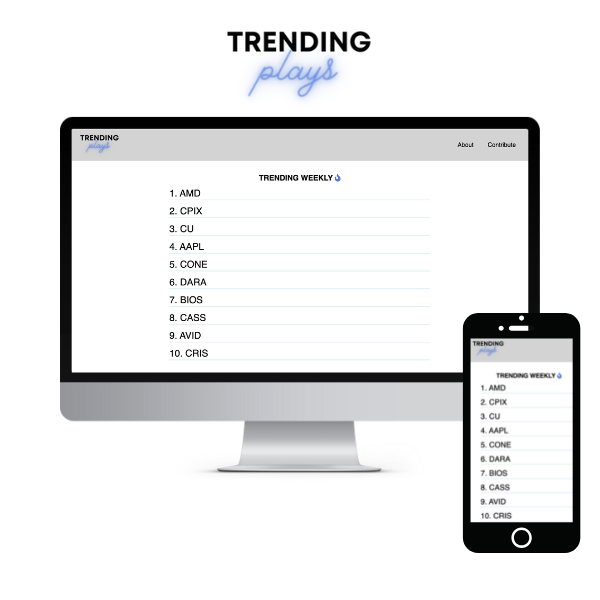 TRENDING
plays
TRENDING
plays
About Contribute
TRENDING WEEKLY
1. AMD
2. CPIX
3. CU
4. AAPL
5. CONE
6. DARA
7. BIOS
8. CASS
9. AVID
10. CRIS
TRENDING
plays
TRENDING WEEKLY
1. AMD
2. CPIX
3. CU
4. AAPL
5. CONE
6. DARA
7. BIOS
8. CASS
9. AVID
10. CRIS